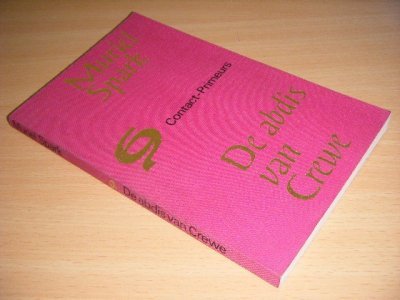 Muriel
Spark
Contact-Primeurs
De abdis
van
Crewe
Muriel Spark
De abdis van Crewe